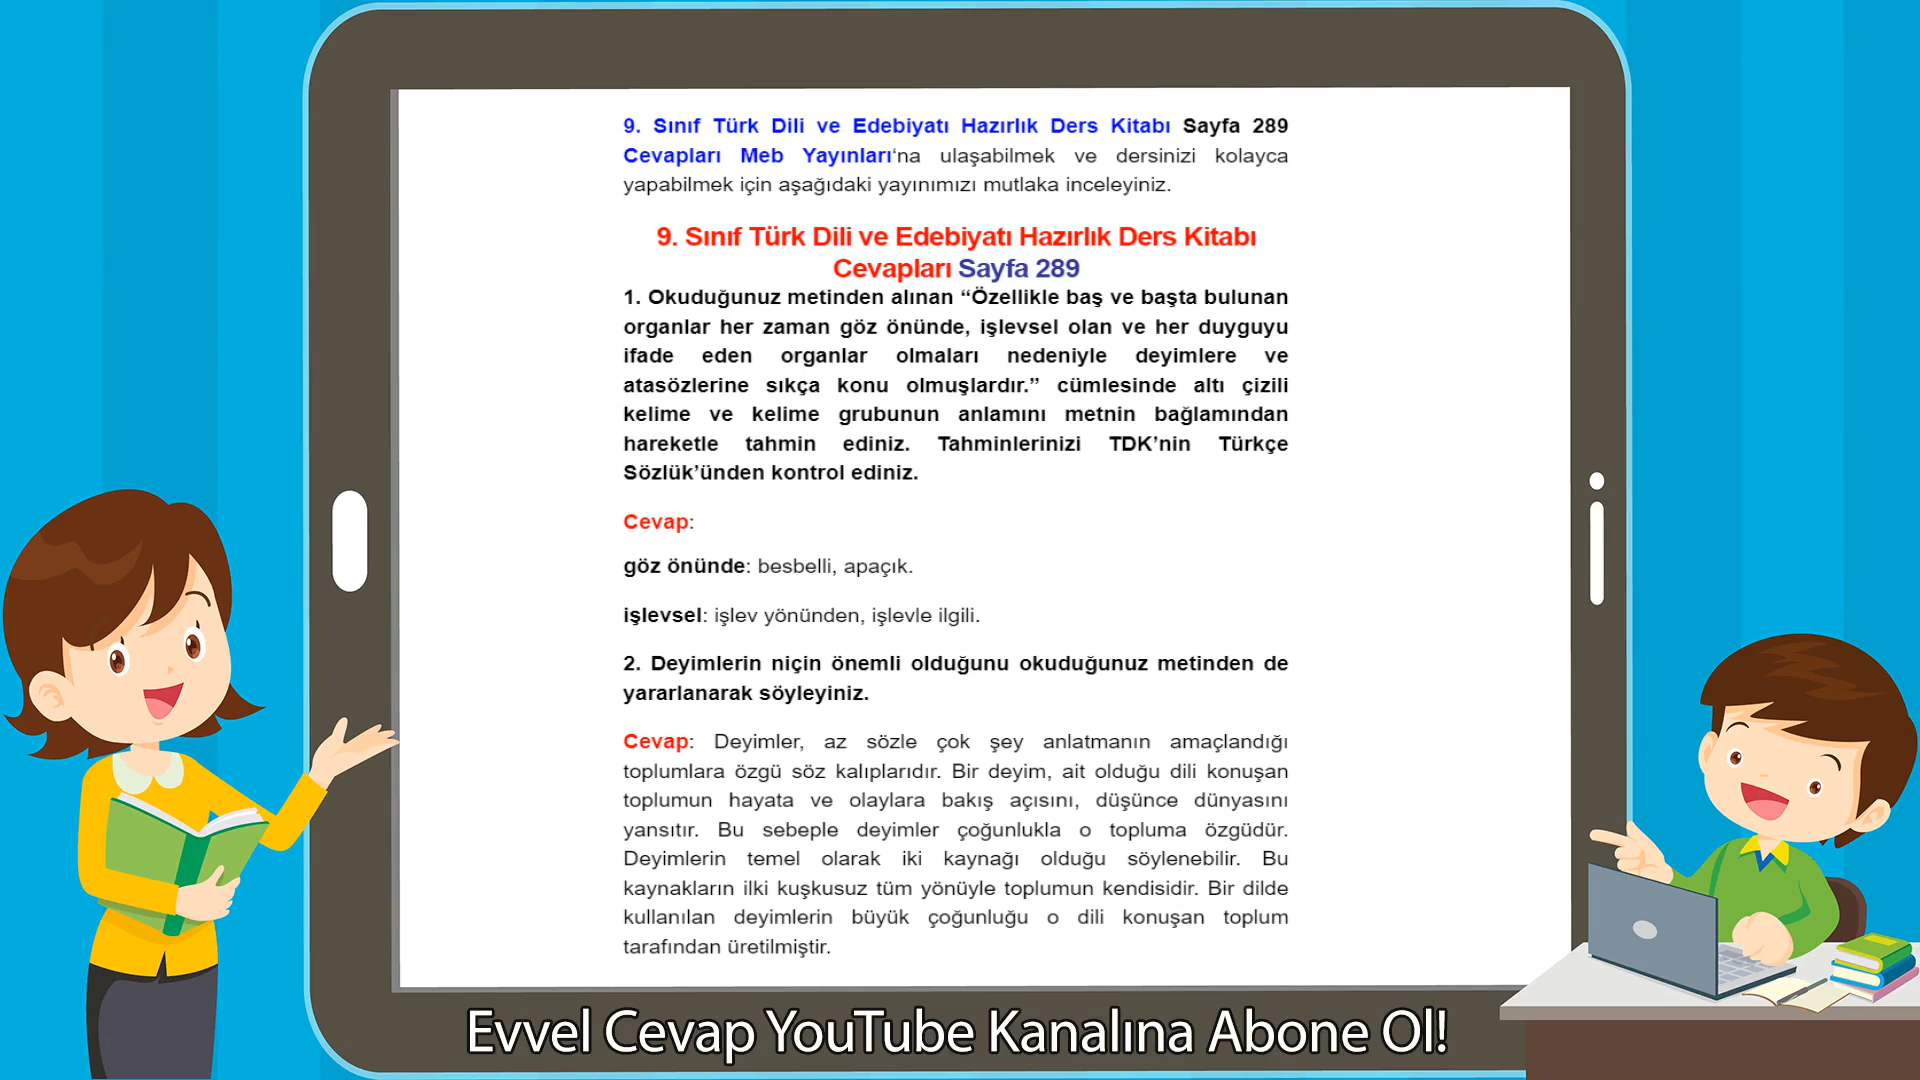 9. Sınıf Türk Dili ve Edebiyatı Hazırlık Ders Kitabı Sayfa 289
Cevapları Meb Yayınları‘na ulaşabilmek ve dersinizi kolayca
yapabilmek için aşağıdaki yayınımızı mutlaka inceleyiniz.
9. Sınıf Türk Dili ve Edebiyatı Hazırlık Ders Kitabı
Cevapları Sayfa 289
1. Okuduğunuz metinden alınan “Özellikle baş ve başta bulunan
organlar her zaman göz önünde, işlevsel olan ve her duyguyu
ifade eden organlar olmaları nedeniyle deyimlere ve
atasözlerine sıkça konu olmuşlardır.” cümlesinde altı çizili
kelime ve kelime grubunun anlamını metnin bağlamından
hareketle tahmin ediniz. Tahminlerinizi TDK’nin Türkçe
Sözlük’ünden kontrol ediniz.
Cevap:
göz önünde: besbelli, apaçık.
işlevsel: işlev yönünden, işlevle ilgili.
2. Deyimlerin niçin önemli olduğunu okuduğunuz metinden de
yararlanarak söyleyiniz.
Cevap: Deyimler, az sözle çok şey anlatmanın amaçlandığı
toplumlara özgü söz kalıplarıdır. Bir deyim, ait olduğu dili konuşan
toplumun hayata ve olaylara bakış açısını, düşünce dünyasını
yansıtır. Bu sebeple deyimler çoğunlukla o topluma özgüdür.
Deyimlerin temel olarak iki kaynağı olduğu söylenebilir. Bu
kaynakların ilki kuşkusuz tüm yönüyle toplumun kendisidir. Bir dilde
kullanılan deyimlerin büyük çoğunluğu o dili konuşan toplum
tarafından üretilmiştir.
Evvel Cevap YouTube Kanalına Abone Ol!